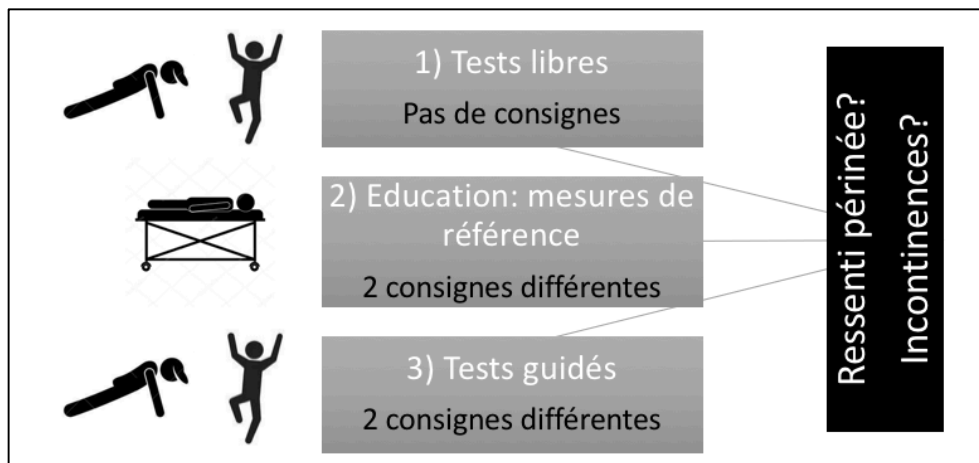 1) Tests libres
Pas de consignes
2) Education: mesures de
référence
2 consignes différentes
3) Tests guidés
2 consignes différentes
Ressenti périnée?
Incontinences?